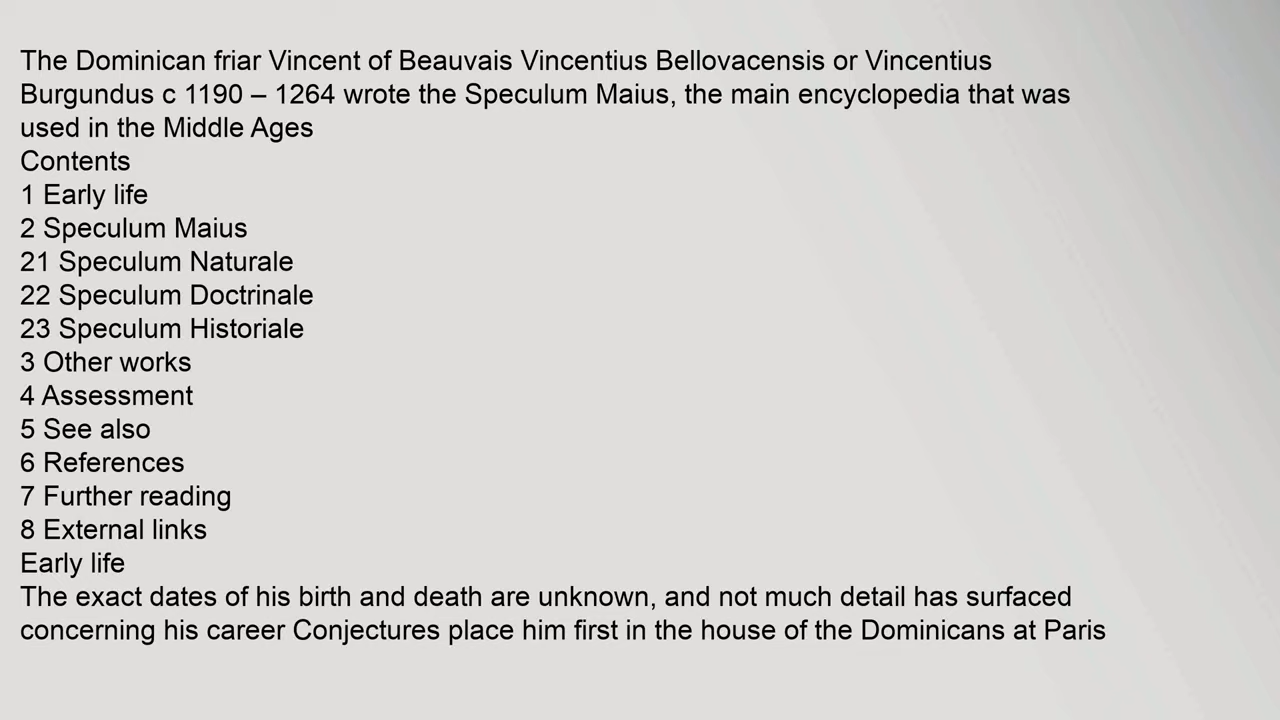 The Dominican friar Vincent of Beauvais Vincentius Bellovacensis or Vincentius
Burgundus c 1190 – 1264 wrote the Speculum Maius, the main encyclopedia that was
used in the Middle Ages
Contents
1 Early life
2 Speculum Maius
21 Speculum Naturale
22 Speculum Doctrinale
23 Speculum Historiale
3 Other works
4 Assessment
5 See also
6 References
7 Further reading
8 External links
Early life
The exact dates of his birth and death are unknown, and not much detail has surfaced
concerning his career Conjectures place him first in the house of the Dominicans at Paris